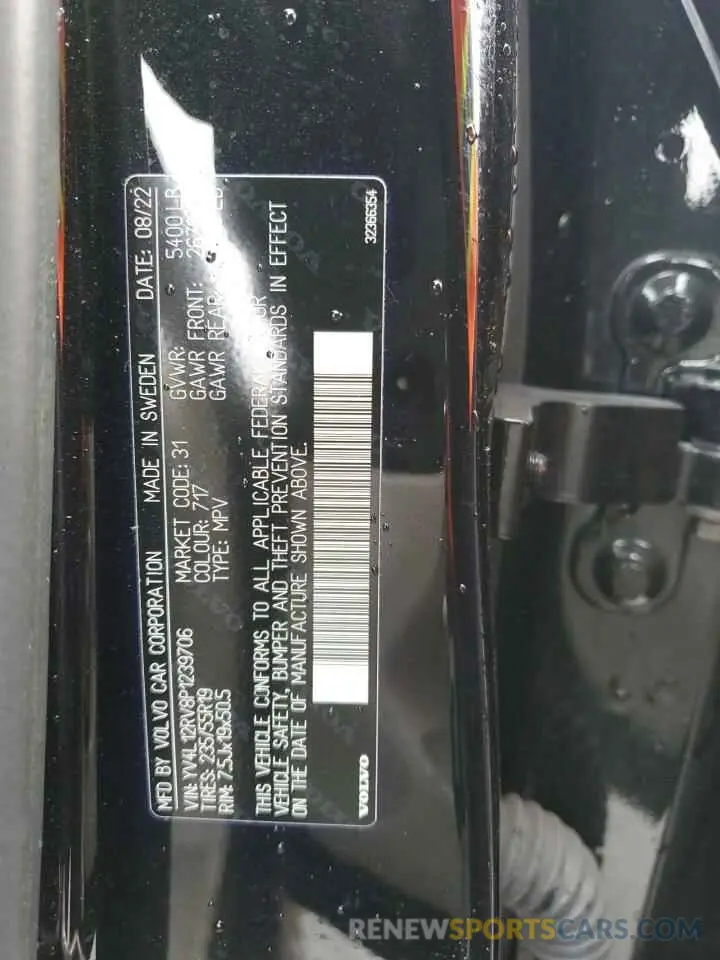 MFD BY VOLVO CAR CORPORATION MADE IN SWEDEN DATE: 08/22
VIN: YV4L12RV8P1239706 MARKET CODE: 31 GVWR: 5400 LB
TIRES: 235/55R19 COLOUR: 717 GAWR FRONT:
RIM: 7.5Jx19x50.5 TYPE: MPV GAWR REAR:
THIS VEHICLE CONFORMS TO ALL APPLICABLE FEDERAL
VEHICLE SAFETY, BUMPER AND THEFT PREVENTION STANDARDS IN EFFECT
ON THE DATE OF MANUFACTURE SHOWN ABOVE.
VOLVO 32366354
RENEWSPORTSCARS.COM